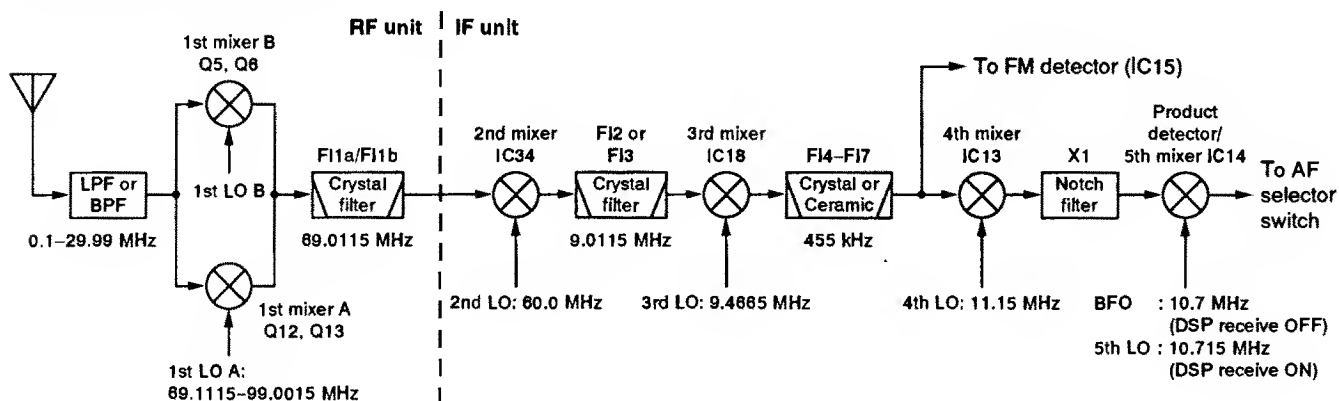 RF unit
IF unit
1st mixer B
Q5, Q6
1st LO B
LPF or
BPF
0.1–29.99 MHz
1st mixer A
Q12, Q13
1st LO A:
69.1115–99.0015 MHz
FI1a/FI1b
Crystal
filter
69.0115 MHz
2nd mixer
IC34
2nd LO: 60.0 MHz
FI2 or
FI3
Crystal
filter
9.0115 MHz
3rd mixer
IC18
3rd LO: 9.4665 MHz
FI4–FI7
Crystal or
Ceramic
455 kHz
To FM detector (IC15)
4th mixer
IC13
4th LO: 11.15 MHz
X1
Notch
filter
Product
detector/
5th mixer IC14
BFO : 10.7 MHz
(DSP receive OFF)
5th LO : 10.715 MHz
(DSP receive ON)
To AF
selector
switch